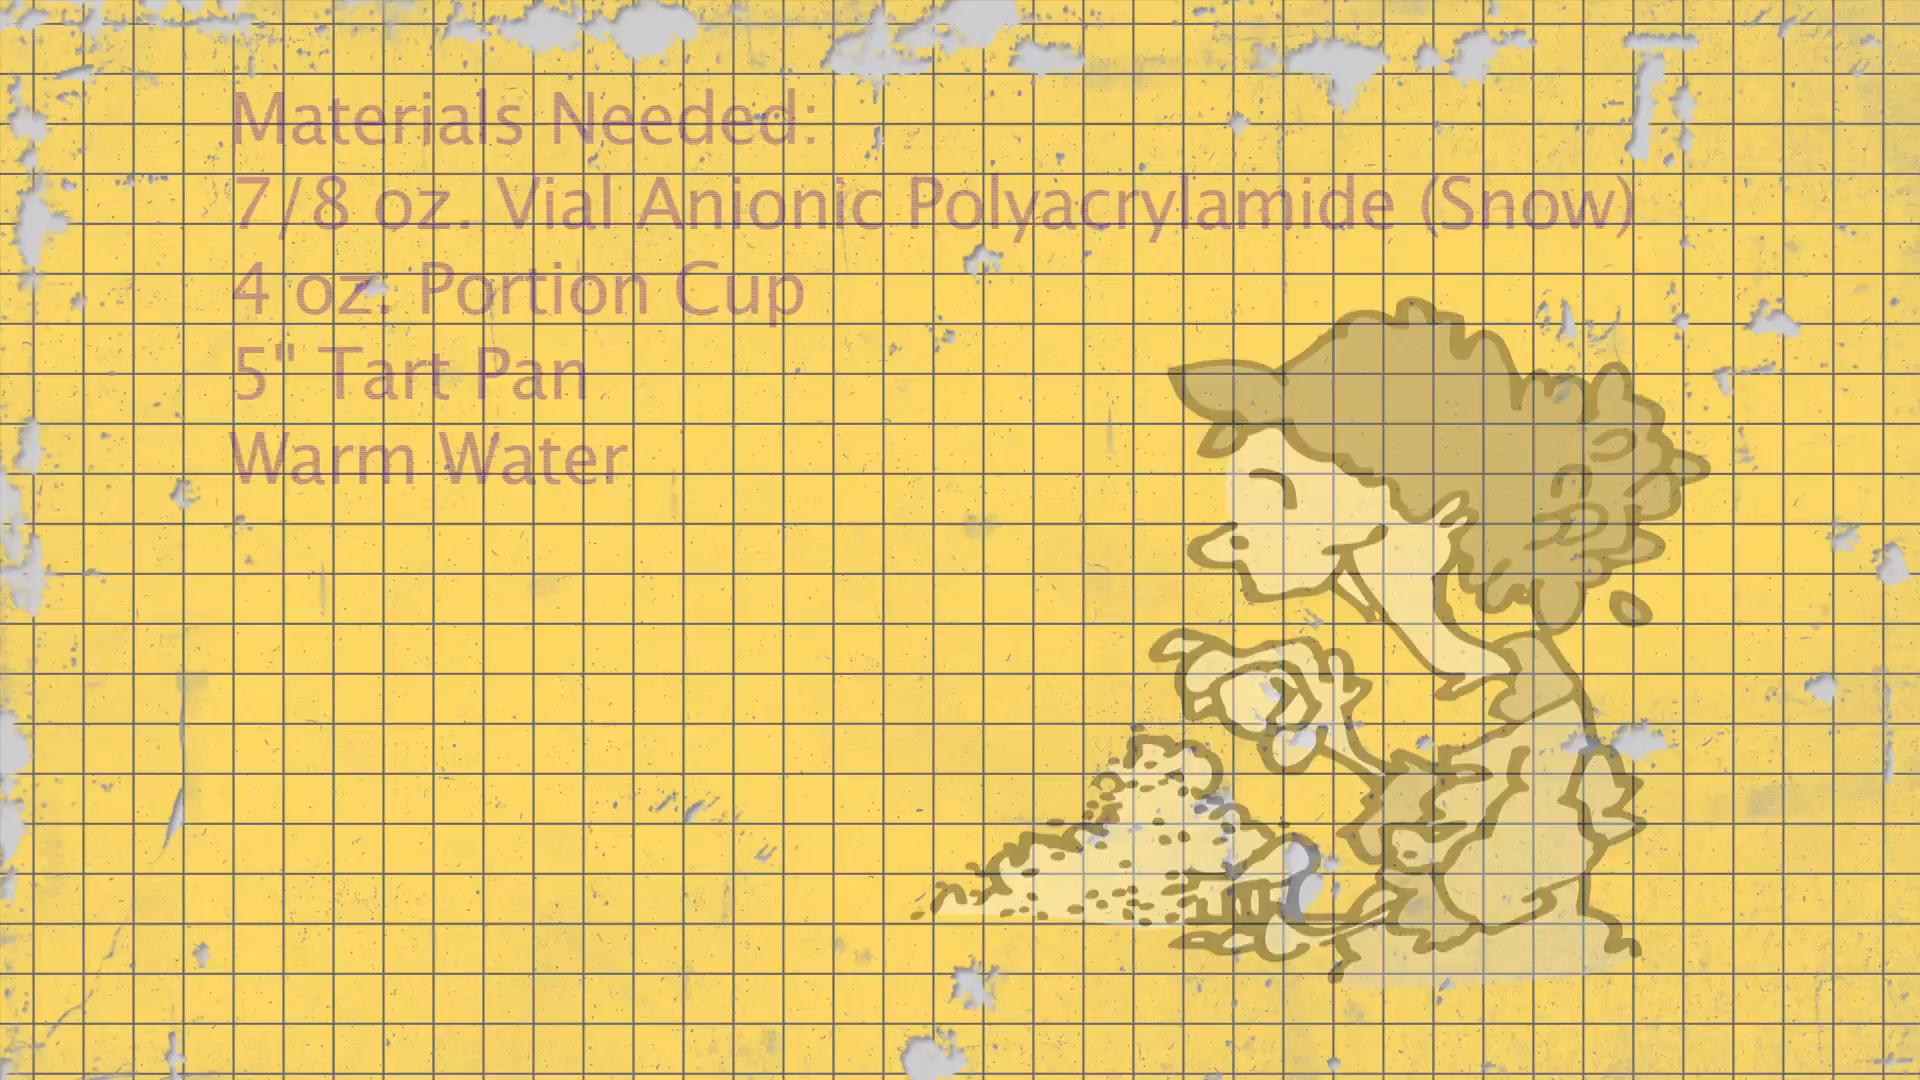 Materials Needed:
7/8 oz. Vial Anionic Polyacrylamide (Snow)
4 oz. Portion Cup
5" Tart Pan
Warm Water